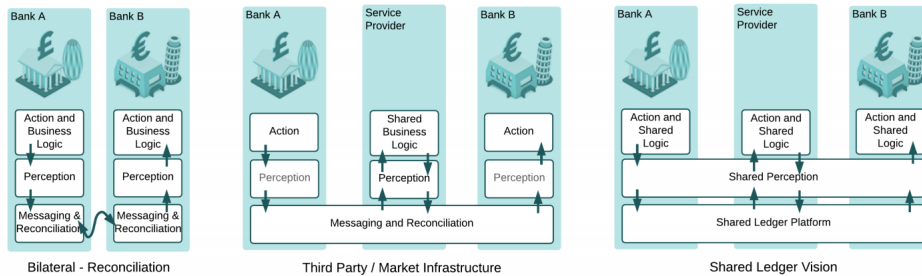 Bank A
Bank B
Action and
Business
Logic
Action and
Business
Logic
Perception
Perception
Messaging &
Reconciliation
Messaging &
Reconciliation
Bilateral - Reconciliation
Bank A
Service
Provider
Bank B
Action
Shared
Business
Logic
Action
Perception
Perception
Perception
Messaging and Reconciliation
Third Party / Market Infrastructure
Bank A
Service
Provider
Bank B
Action and
Shared
Logic
Action and
Shared
Logic
Action and
Shared
Logic
Shared Perception
Shared Ledger Platform
Shared Ledger Vision